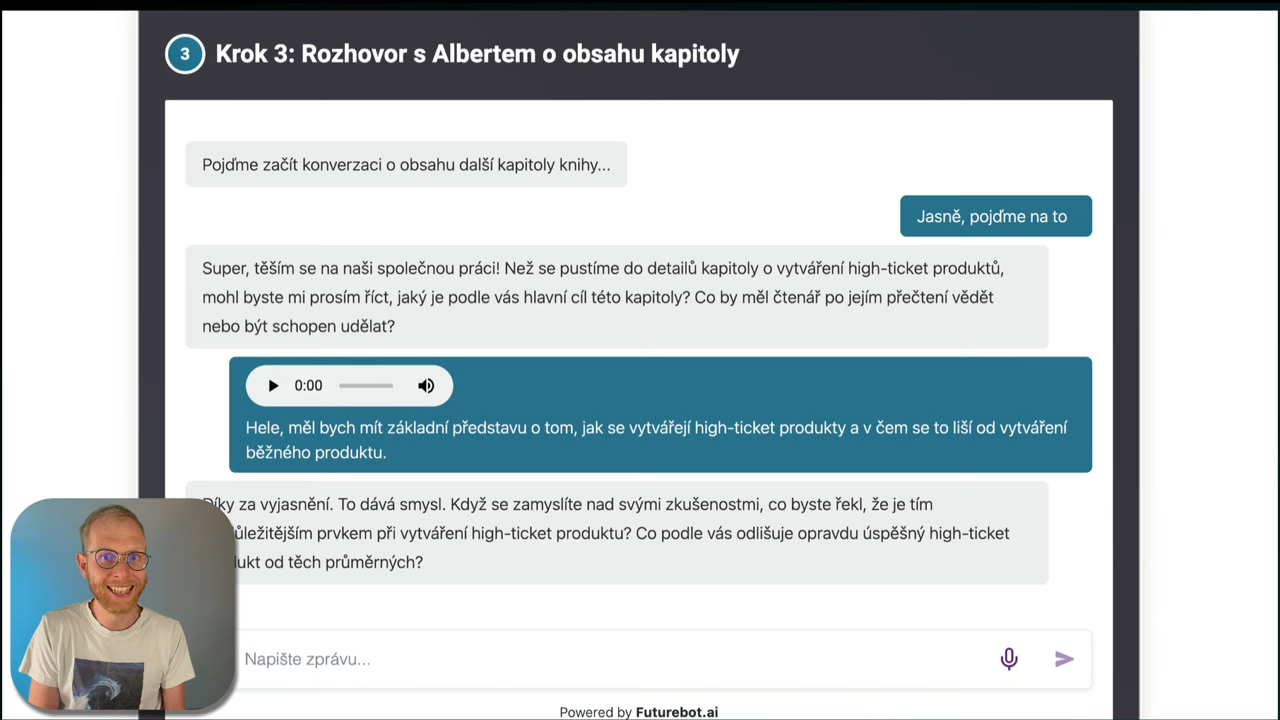 3 Krok 3: Rozhovor s Albertem o obsahu kapitoly
Pojďme začít konverzaci o obsahu další kapitoly knihy...
Jasně, pojďme na to
Super, těším se na naši společnou práci! Než se pustíme do detailů kapitoly o vytváření high-ticket produktů,
mohl byste mi prosím říct, jaký je podle vás hlavní cíl této kapitoly? Co by měl čtenář po jejím přečtení vědět
nebo být schopen udělat?
0:00
Hele, měl bych mít základní představu o tom, jak se vytvářejí high-ticket produkty a v čem se to liší od vytváření
běžného produktu.
Díky za vyjasnění. To dává smysl. Když se zamyslíte nad svými zkušenostmi, co byste řekl, že je tím
prvkem při vytváření high-ticket produktu? Co podle vás odlišuje opravdu úspěšný high-ticket
od těch průměrných?
Napište zprávu...
Powered by Futurebot.ai